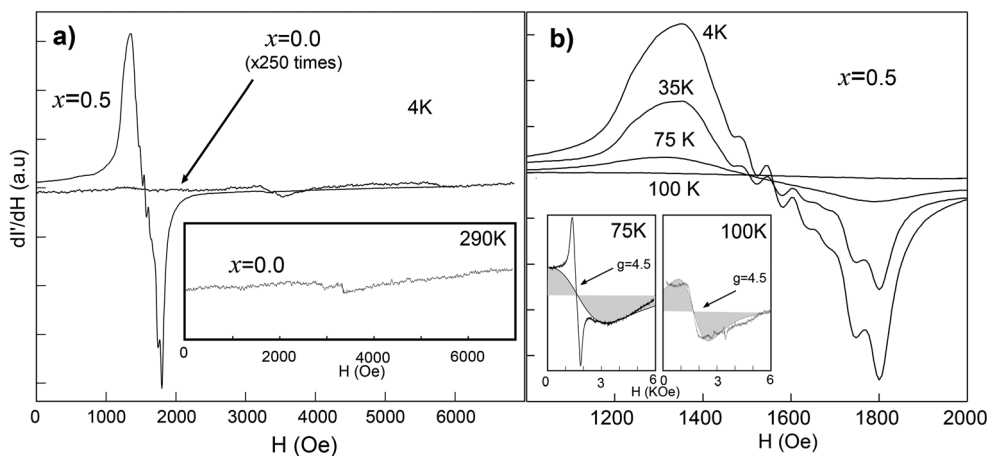 a)
x=0.0
(x250 times)
x=0.5
4K
290K
x=0.0
0
2000
4000
6000
H (Oe)
dI'/dH (a.u)
0
1000
2000
3000
4000
5000
6000
H (Oe)
b)
4K
x=0.5
35K
75 K
100 K
75K
g=4.5
100K
g=4.5
0
3
6
0
3
6
H (KOe)
1200
1400
1600
1800
2000
H (Oe)